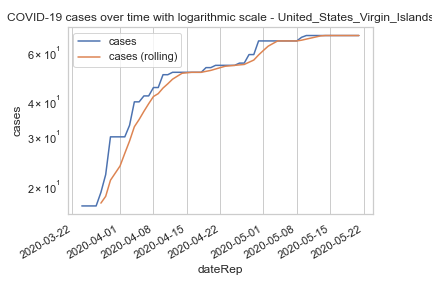 COVID-19 cases over time with logarithmic scale - United_States_Virgin_Islands
cases
cases (rolling)
6 × 10¹
4 × 10¹
3 × 10¹
2 × 10¹
cases
2020-03-22
2020-04-01
2020-04-08
2020-04-15
2020-04-22
2020-05-01
2020-05-08
2020-05-15
2020-05-22
dateRep